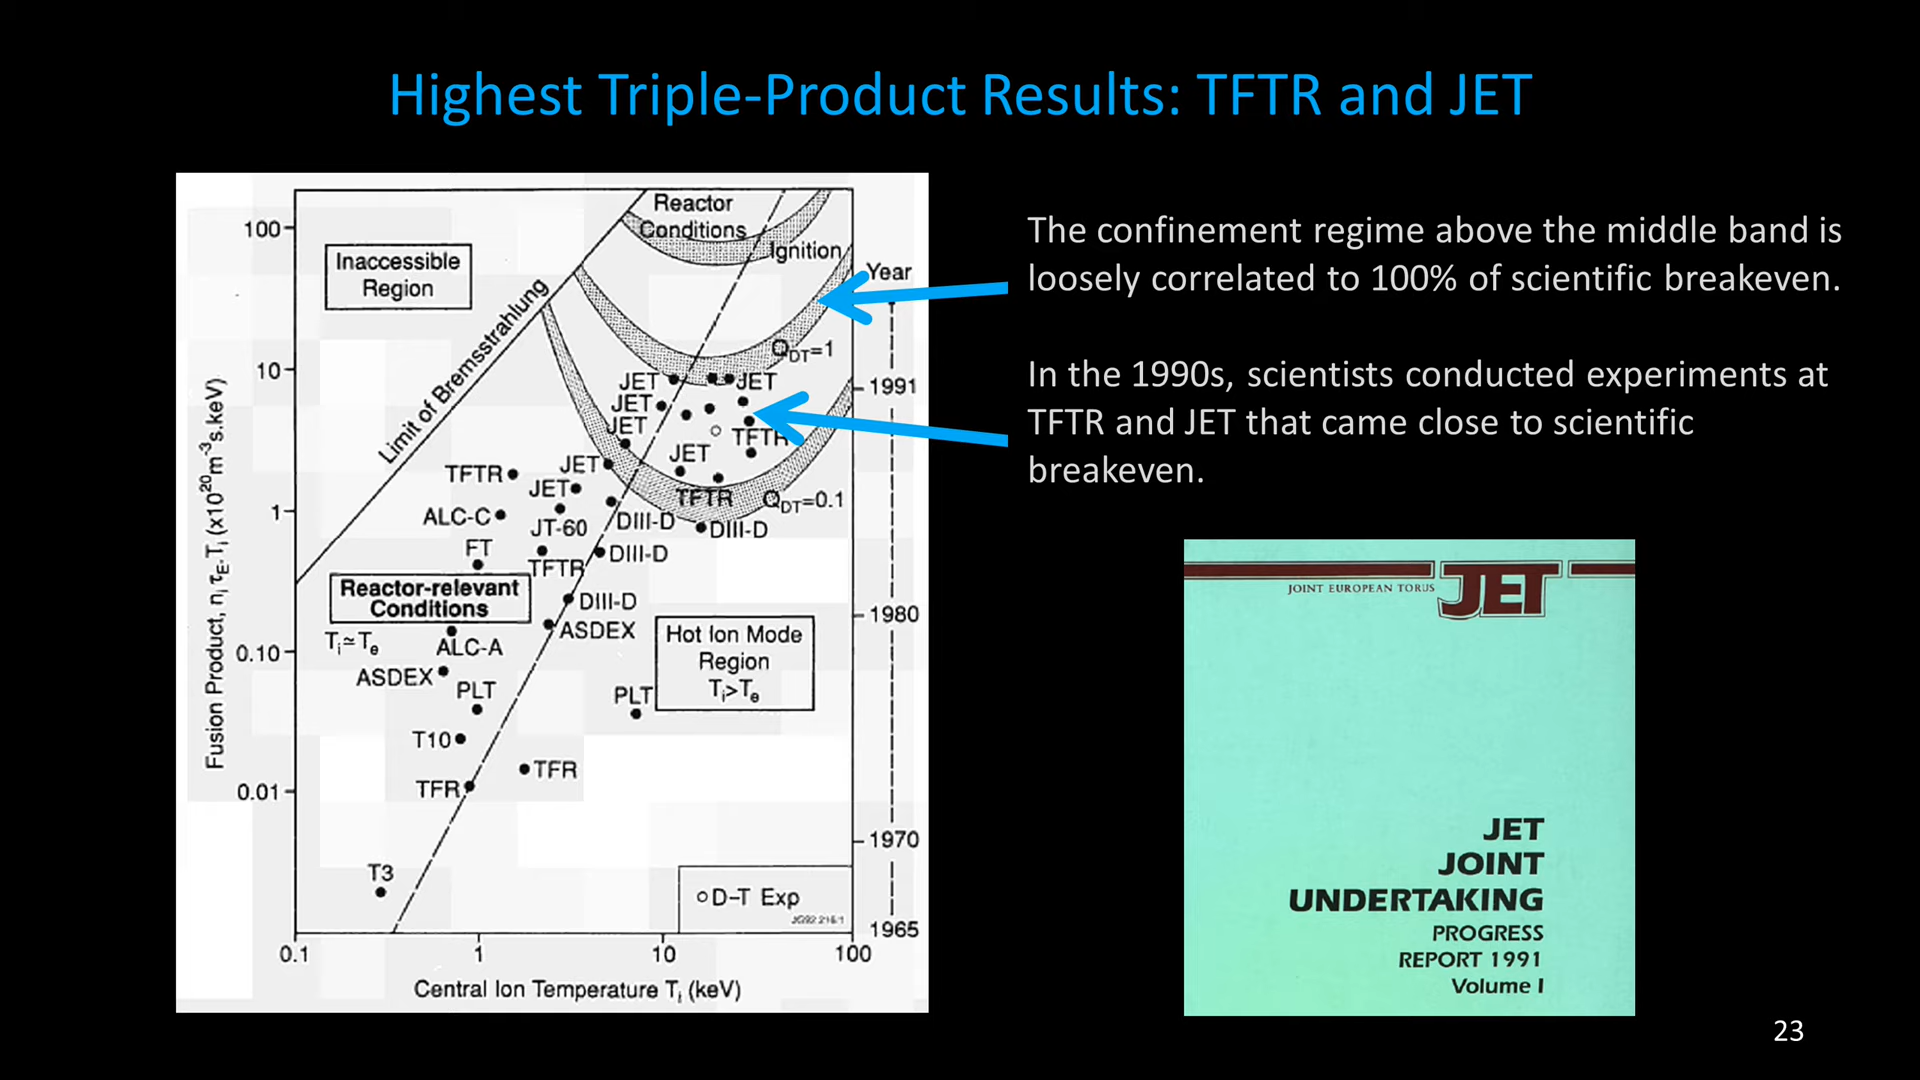 Highest Triple-Product Results: TFTR and JET
Reactor
Conditions
Ignition
Inaccessible
Region
Limit of Bremsstrahlung
Year
100
10
1
0.10
0.01
Fusion Product, nᵢ τE.Tᵢ (x10²⁰m⁻³s.keV)
QDT=1
JET
JET
JET
1991
JET
TFTR
JET
JET
TFTR
JET
TFTR
QDT=0.1
ALC-C
JT-60
DIII-D
DIII-D
FT
DIII-D
TFTR
Reactor-relevant
Conditions
DIII-D
1980
Tᵢ≃Te
ALC-A
ASDEX
Hot Ion Mode
Region
Tᵢ>Te
ASDEX
PLT
PLT
T10
TFR
TFR
1970
T3
D-T Exp
JG92.216/1
1965
0.1
1
10
100
Central Ion Temperature Tᵢ (keV)
The confinement regime above the middle band is
loosely correlated to 100% of scientific breakeven.
In the 1990s, scientists conducted experiments at
TFTR and JET that came close to scientific
breakeven.
JOINT EUROPEAN TORUS
JET
JET
JOINT
UNDERTAKING
PROGRESS
REPORT 1991
Volume I
23